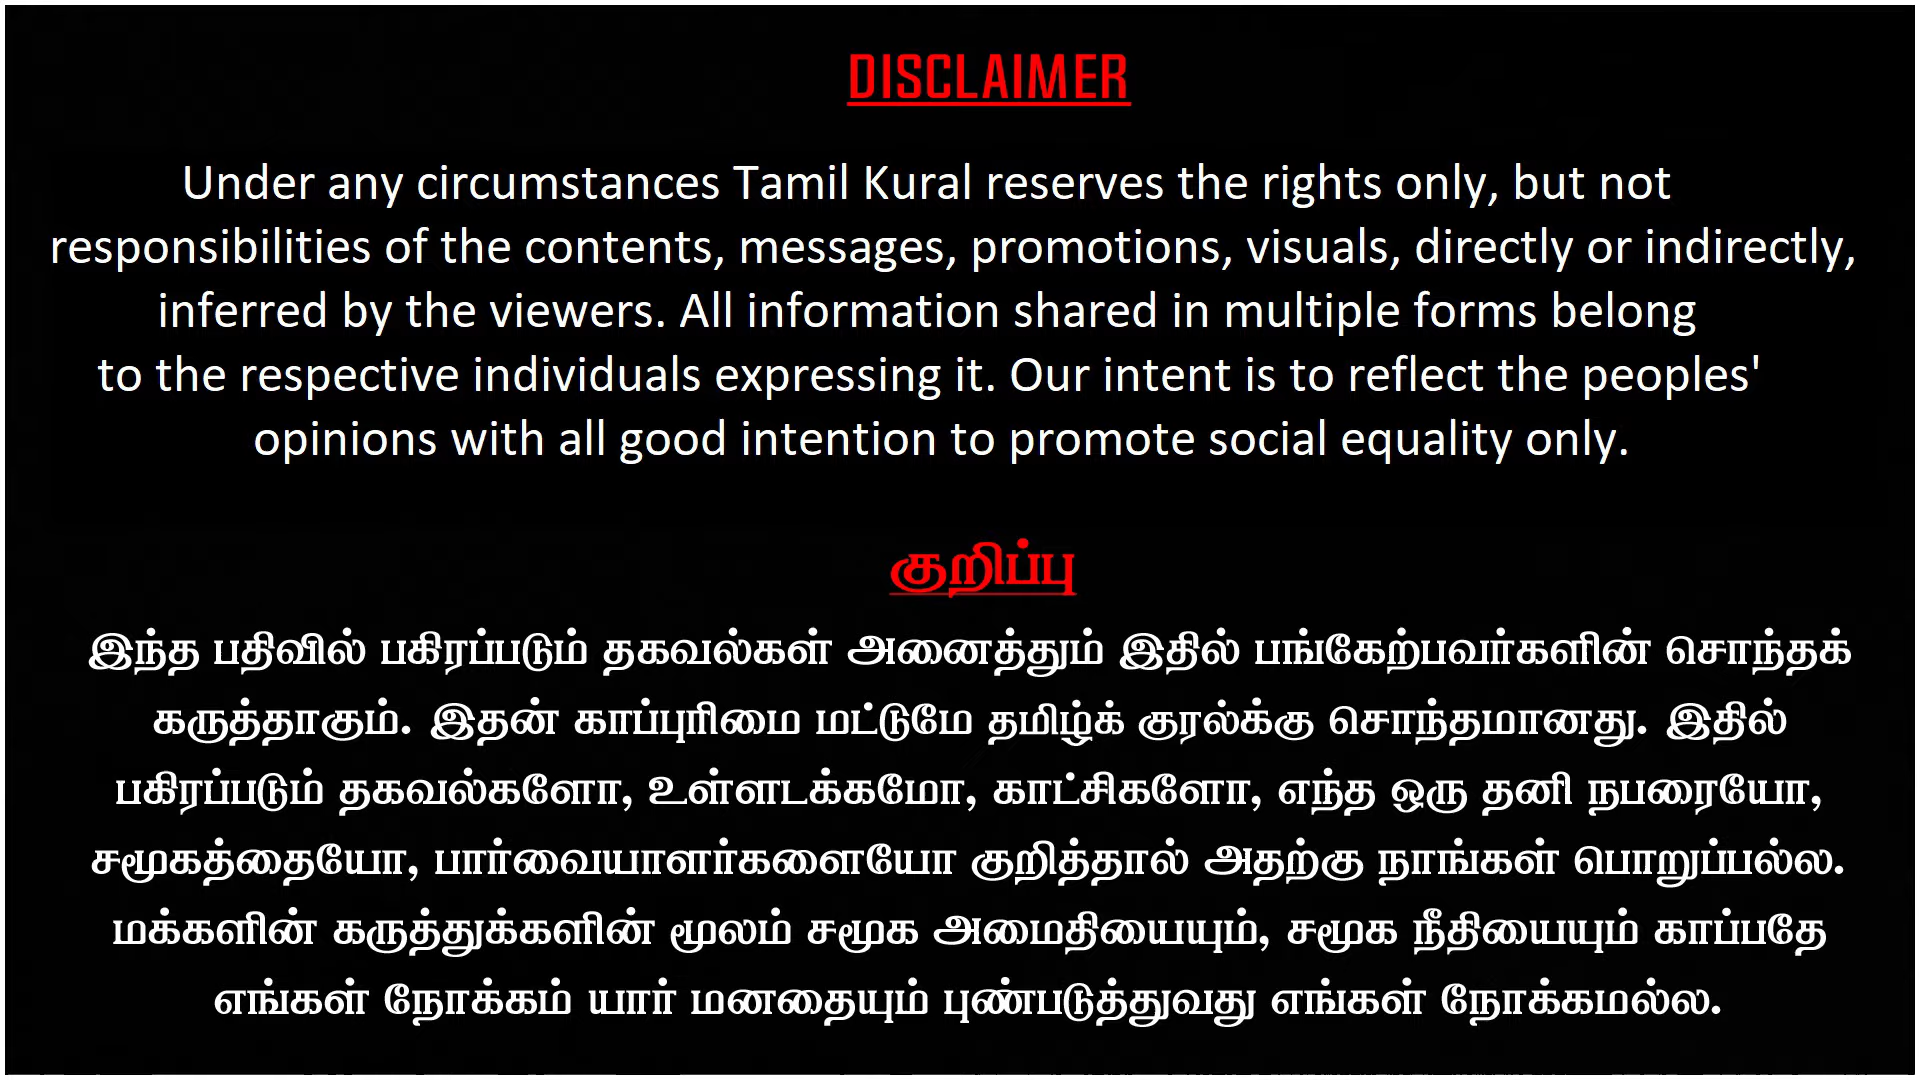 DISCLAIMER
Under any circumstances Tamil Kural reserves the rights only, but not
responsibilities of the contents, messages, promotions, visuals, directly or indirectly,
inferred by the viewers. All information shared in multiple forms belong
to the respective individuals expressing it. Our intent is to reflect the peoples'
opinions with all good intention to promote social equality only.
குறிப்பு
இந்த பதிவில் பகிரப்படும் தகவல்கள் அனைத்தும் இதில் பங்கேற்பவர்களின் சொந்தக்
கருத்தாகும். இதன் காப்புரிமை மட்டுமே தமிழ்க் குரல்க்கு சொந்தமானது. இதில்
பகிரப்படும் தகவல்களோ, உள்ளடக்கமோ, காட்சிகளோ, எந்த ஒரு தனி நபரையோ,
சமூகத்தையோ, பார்வையாளர்களையோ குறித்தால் அதற்கு நாங்கள் பொறுப்பல்ல.
மக்களின் கருத்துக்களின் மூலம் சமூக அமைதியையும், சமூக நீதியையும் காப்பதே
எங்கள் நோக்கம் யார் மனதையும் புண்படுத்துவது எங்கள் நோக்கமல்ல.